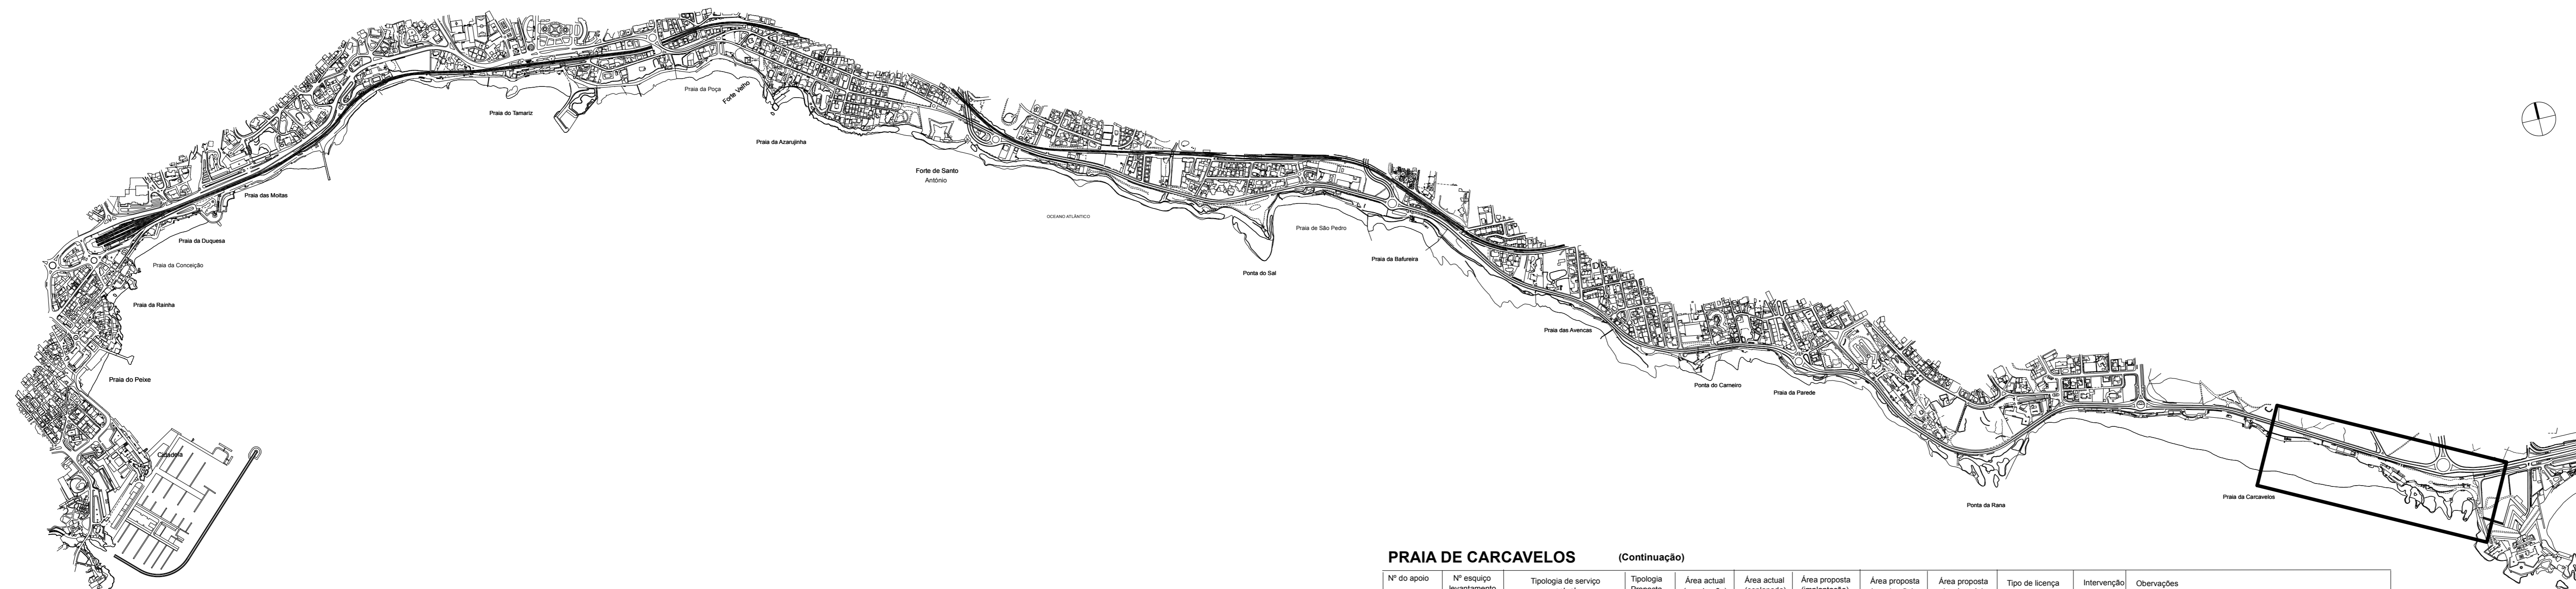 Praia do Tamariz
Praia da Poça
Forte Velho
Praia da Azarujinha
Forte de Santo
António
OCEANO ATLÂNTICO
Praia das Moitas
Praia da Duquesa
Praia da Conceição
Praia da Rainha
Praia do Peixe
Cidadela
Ponta do Sal
Praia de São Pedro
Praia da Bafureira
Praia das Avencas
Ponta do Carneiro
Praia da Parede
Ponta da Rana
Praia da Carcavelos
PRAIA DE CARCAVELOS (Continuação)
Nº do apoio Nº esquiço Tipologia de serviço Tipologia Área actual Área actual Área proposta Área proposta Área proposta Tipo de licença Intervenção Obervações
levantamento